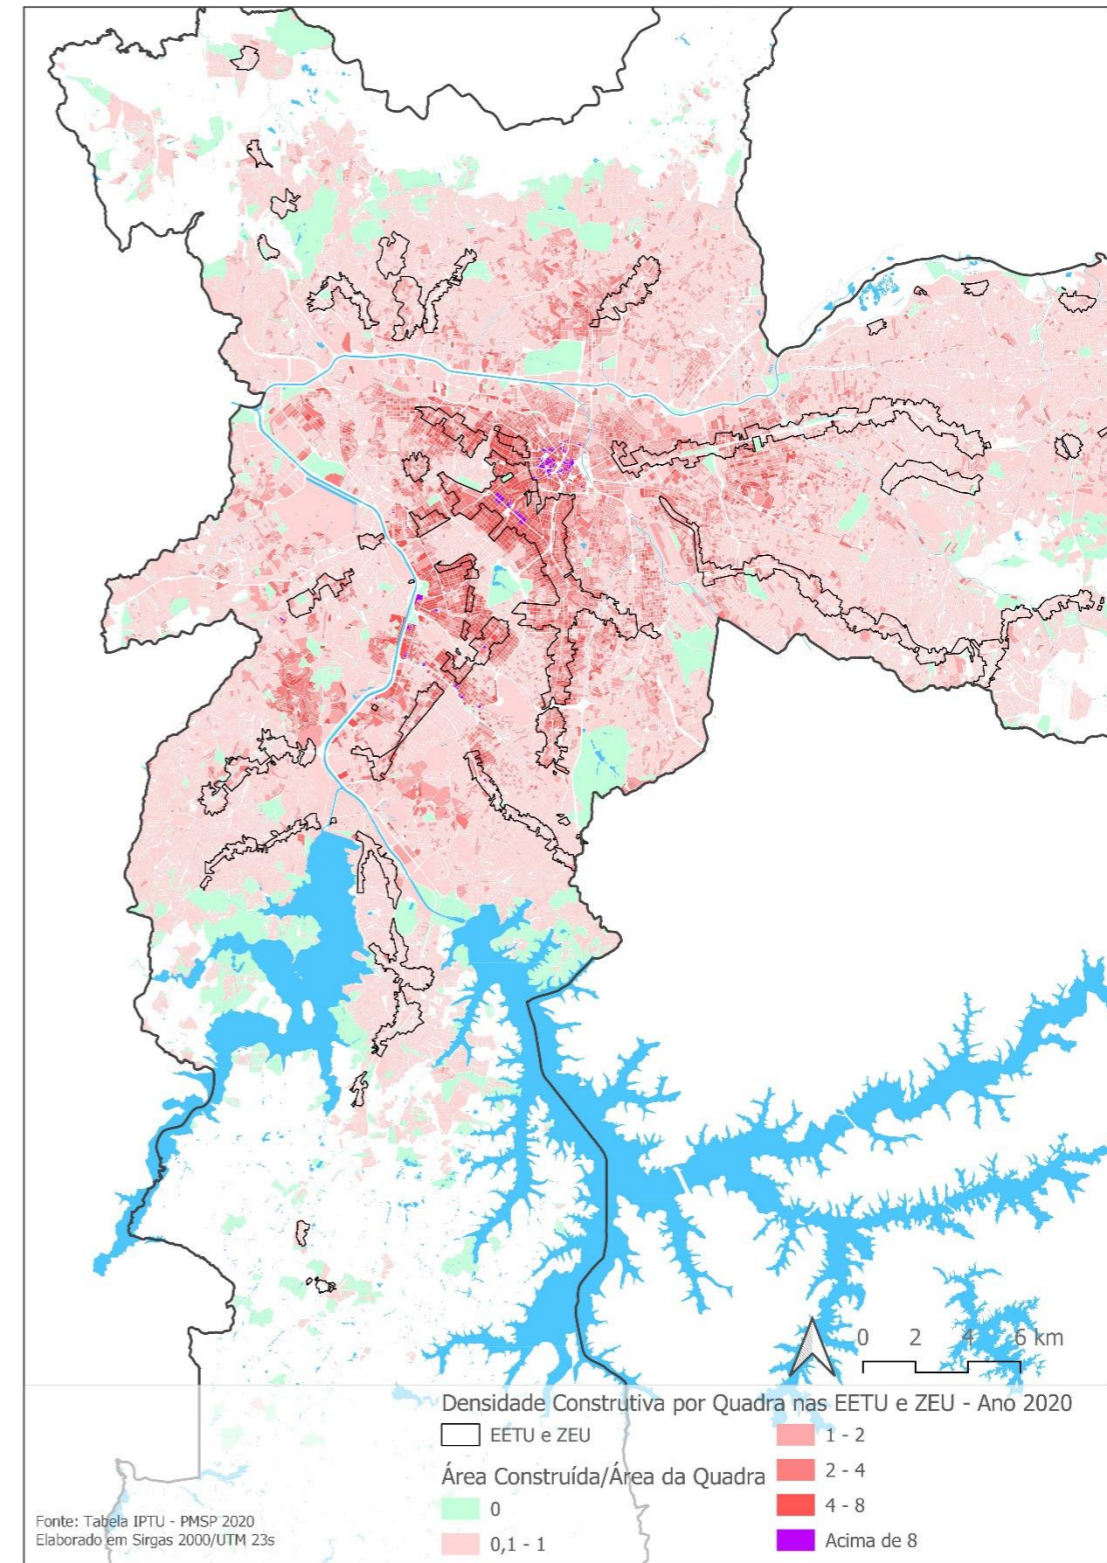 0 2 4 6 km
Densidade Construtiva por Quadra nas EETU e ZEU - Ano 2020
EETU e ZEU
Área Construída/Área da Quadra
0
0,1 - 1
1 - 2
2 - 4
4 - 8
Acima de 8
Fonte: Tabela IPTU - PMSP 2020
Elaborado em Sirgas 2000/UTM 23s